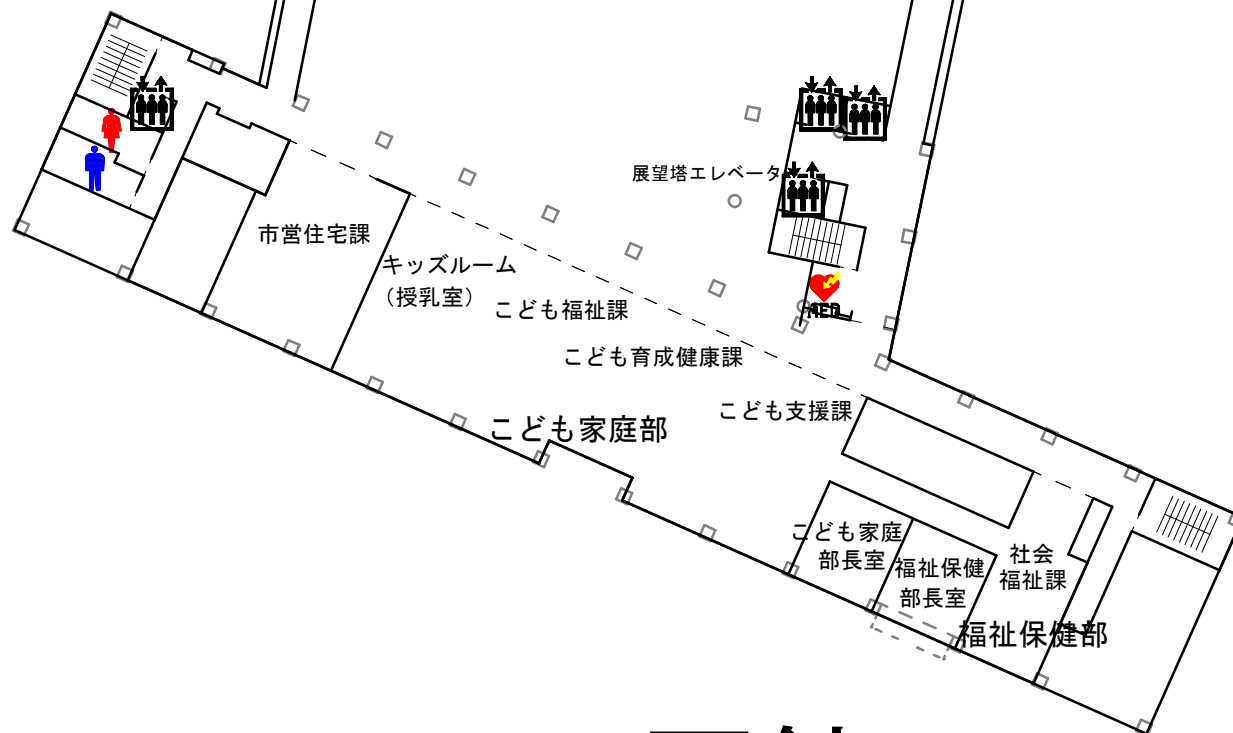 展望塔エレベータ
市営住宅課
キッズルーム
（授乳室）
こども福祉課
AED
こども育成健康課
こども支援課
こども家庭部
こども家庭
部長室
福祉保健
部長室
社会
福祉課
福祉保健部